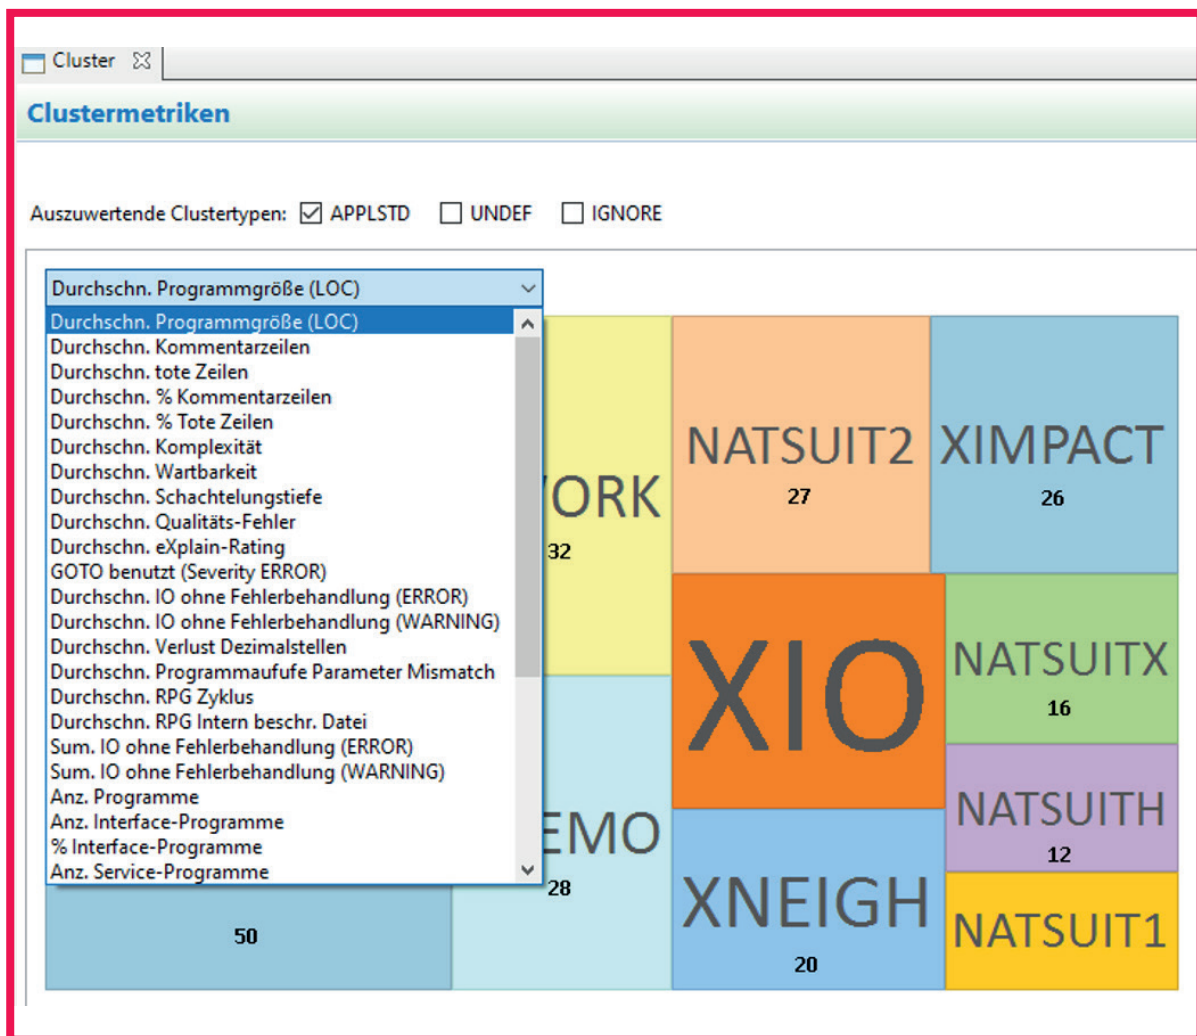 Cluster
Clustermetriken
Auszuwertende Clustertypen: APPLSTD UNDEF IGNORE
Durchschn. Programmgröße (LOC)
Durchschn. Programmgröße (LOC)
Durchschn. Kommentarzeilen
Durchschn. tote Zeilen
Durchschn. % Kommentarzeilen
Durchschn. % Tote Zeilen
Durchschn. Komplexität
Durchschn. Wartbarkeit
Durchschn. Schachtelungstiefe
Durchschn. Qualitäts-Fehler
Durchschn. eXplain-Rating
GOTO benutzt (Severity ERROR)
Durchschn. IO ohne Fehlerbehandlung (ERROR)
Durchschn. IO ohne Fehlerbehandlung (WARNING)
Durchschn. Verlust Dezimalstellen
Durchschn. Programmaufufe Parameter Mismatch
Durchschn. RPG Zyklus
Durchschn. RPG Intern beschr. Datei
Sum. IO ohne Fehlerbehandlung (ERROR)
Sum. IO ohne Fehlerbehandlung (WARNING)
Anz. Programme
Anz. Interface-Programme
% Interface-Programme
Anz. Service-Programme
50
ORK
32
EMO
28
NATSUIT2
27
XIMPACT
26
XIO
NATSUITX
16
NATSUITH
12
XNEIGH
20
NATSUIT1